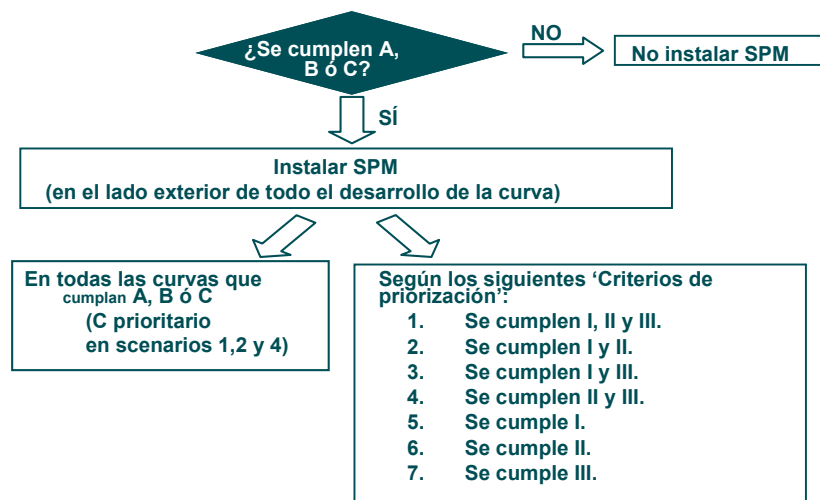 ¿Se cumplen A,
B ó C?
NO
No instalar SPM
SÍ
Instalar SPM
(en el lado exterior de todo el desarrollo de la curva)
En todas las curvas que
cumplan A, B ó C
(C prioritario
en scenarios 1,2 y 4)
Según los siguientes ‘Criterios de
priorización’:
1. Se cumplen I, II y III.
2. Se cumplen I y II.
3. Se cumplen I y III.
4. Se cumplen II y III.
5. Se cumple I.
6. Se cumple II.
7. Se cumple III.